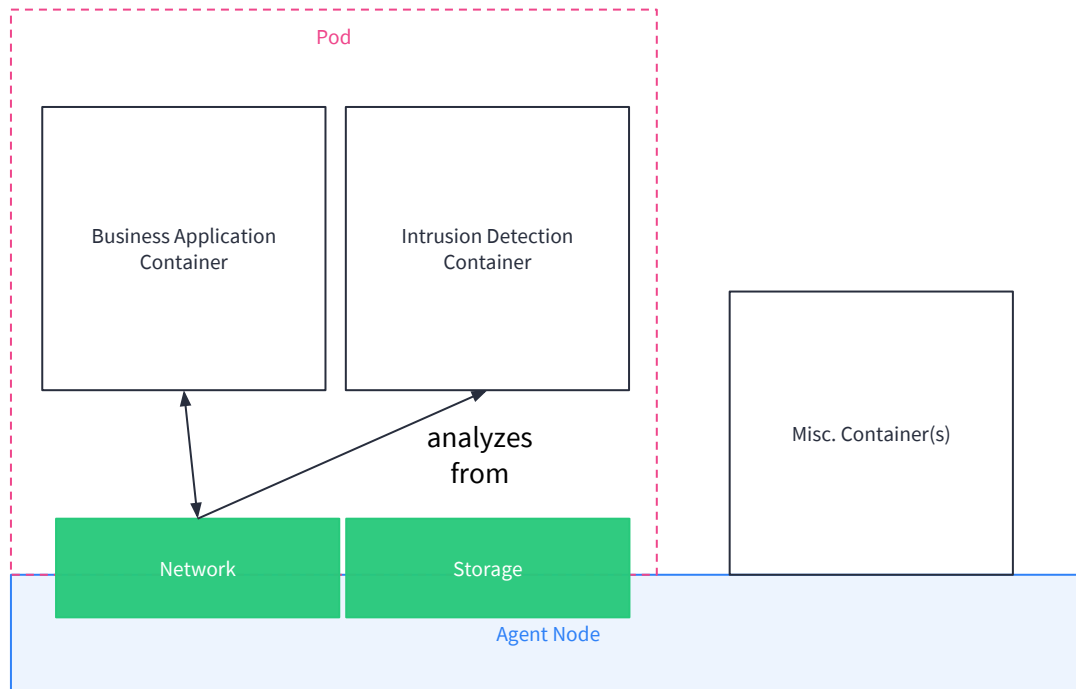 Pod
Business Application
Container
Intrusion Detection
Container
Misc. Container(s)
analyzes
from
Network
Storage
Agent Node